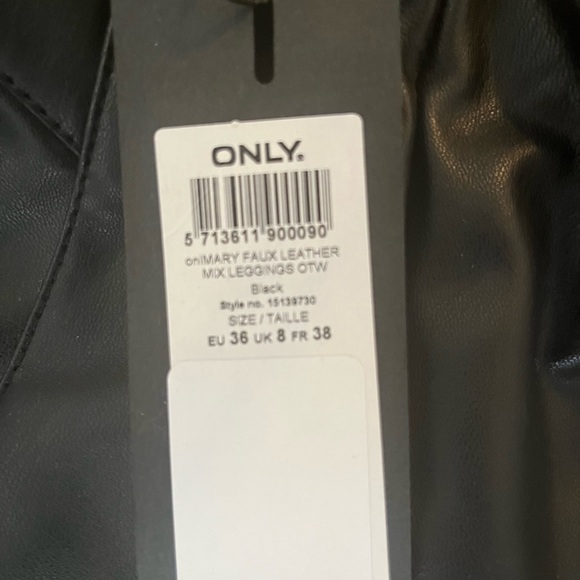 ONLY.
5 713611 900090
onlMARY FAUX LEATHER
MIX LEGGINGS OTW
Black
Style no. 15139730
SIZE / TAILLE
EU 36 UK 8 FR 38